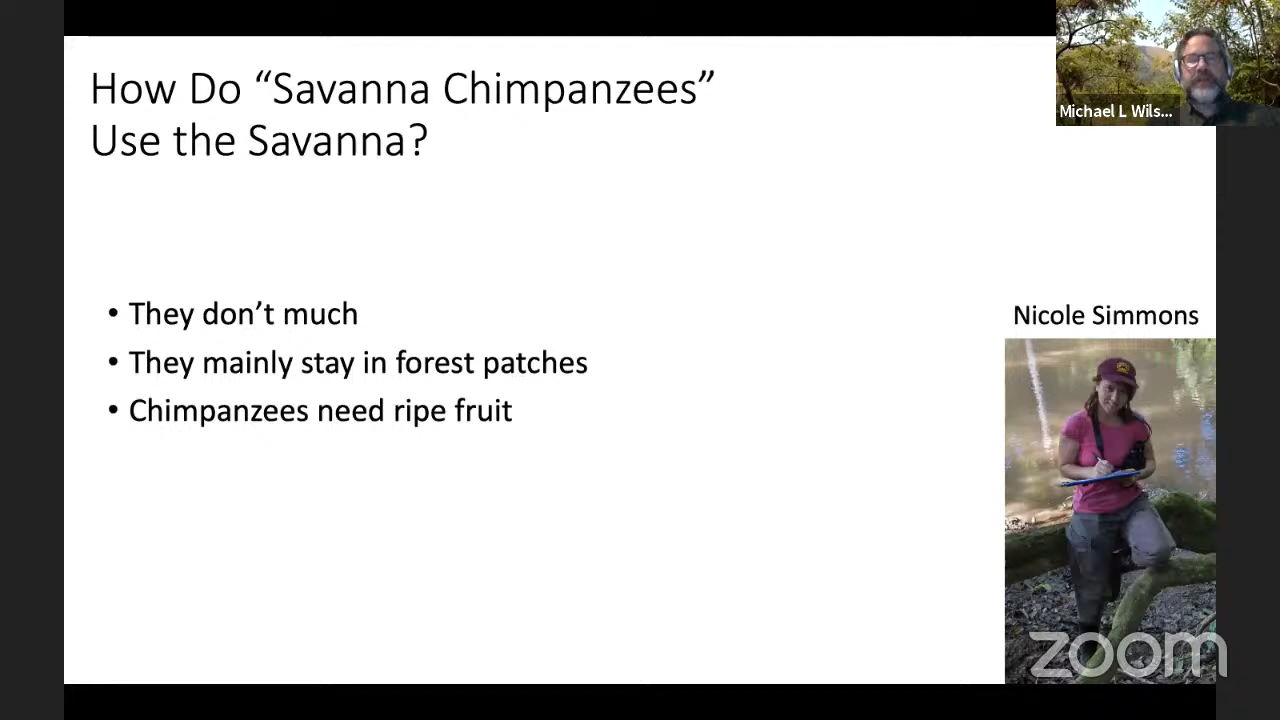 How Do “Savanna Chimpanzees”
Use the Savanna?
Michael L Wils...
• They don’t much
• They mainly stay in forest patches
• Chimpanzees need ripe fruit
Nicole Simmons
zoom